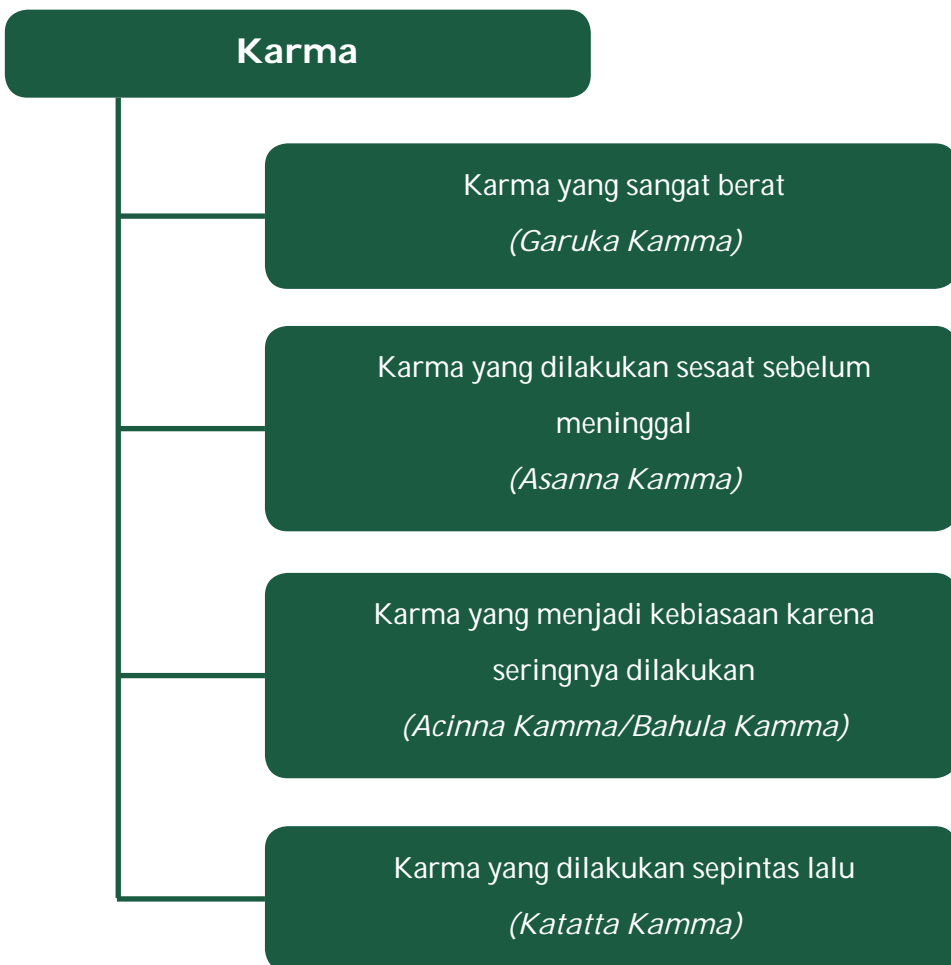 Karma
Karma yang sangat berat
(Garuka Kamma)
Karma yang dilakukan sesaat sebelum
meninggal
(Asanna Kamma)
Karma yang menjadi kebiasaan karena
seringnya dilakukan
(Acinna Kamma/Bahula Kamma)
Karma yang dilakukan sepintas lalu
(Katatta Kamma)